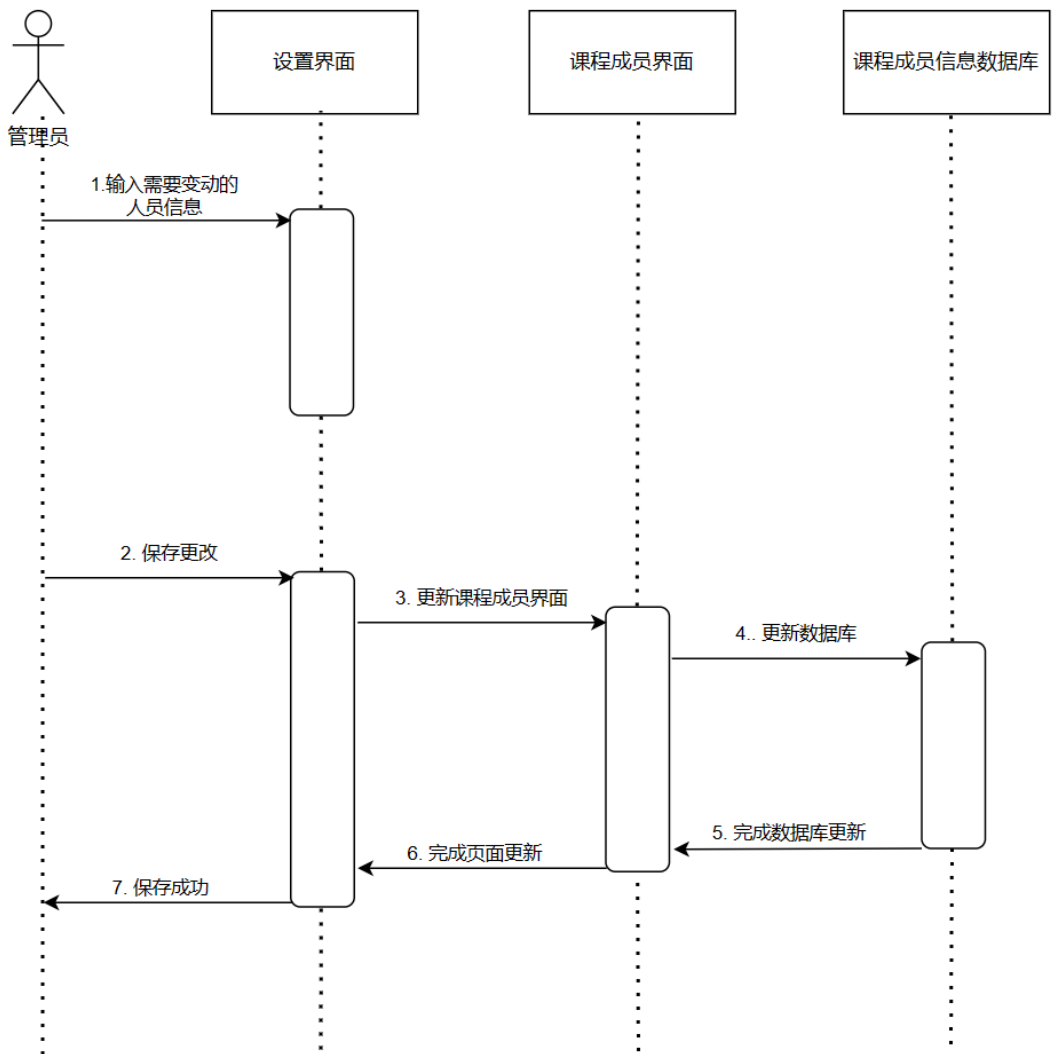 设置界面
课程成员界面
课程成员信息数据库
管理员
1.输入需要变动的
人员信息
2. 保存更改
3. 更新课程成员界面
4.. 更新数据库
5. 完成数据库更新
6. 完成页面更新
7. 保存成功